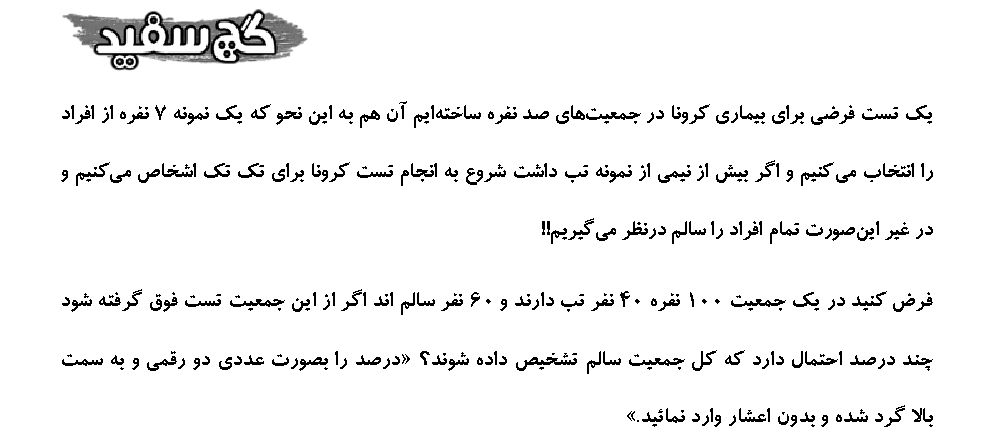 گچ سفید
یک تست فرضی برای بیماری کرونا در جمعیت‌های صد نفره ساخته‌ایم آن هم به این نحو که یک نمونه ۷ نفره از افراد
را انتخاب می‌کنیم و اگر بیش از نیمی از نمونه تب داشت شروع به انجام تست کرونا برای تک تک اشخاص می‌کنیم و
در غیر این‌صورت تمام افراد را سالم درنظر می‌گیریم!!
فرض کنید در یک جمعیت ۱۰۰ نفره ۴۰ نفر تب دارند و ۶۰ نفر سالم اند اگر از این جمعیت تست فوق گرفته شود
چند درصد احتمال دارد که کل جمعیت سالم تشخیص داده شوند؟ «درصد را بصورت عددی دو رقمی و به سمت
بالا گرد شده و بدون اعشار وارد نمائید.»